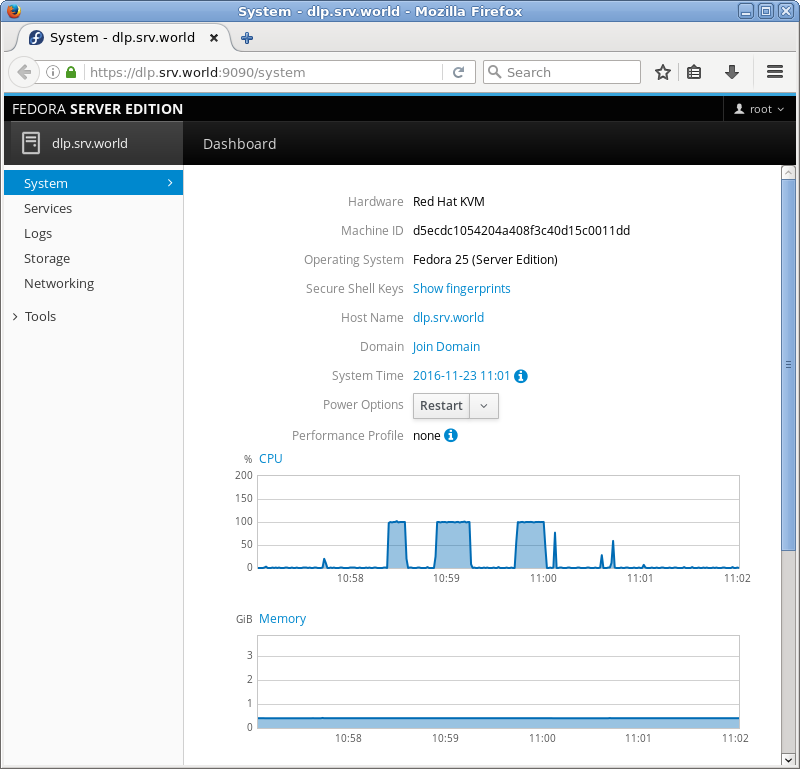 System - dlp.srv.world - Mozilla Firefox
System - dlp.srv.world
https://dlp.srv.world:9090/system
Search
FEDORA SERVER EDITION
root
dlp.srv.world
Dashboard
System
Services
Logs
Storage
Networking
Tools
Hardware Red Hat KVM
Machine ID d5ecdc1054204a408f3c40d15c0011dd
Operating System Fedora 25 (Server Edition)
Secure Shell Keys Show fingerprints
Host Name dlp.srv.world
Domain Join Domain
System Time 2016-11-23 11:01
Power Options Restart
Performance Profile none
% CPU
200
150
100
50
0
10:58 10:59 11:00 11:01 11:02
GiB Memory
3
2
1
0
10:58 10:59 11:00 11:01 11:02